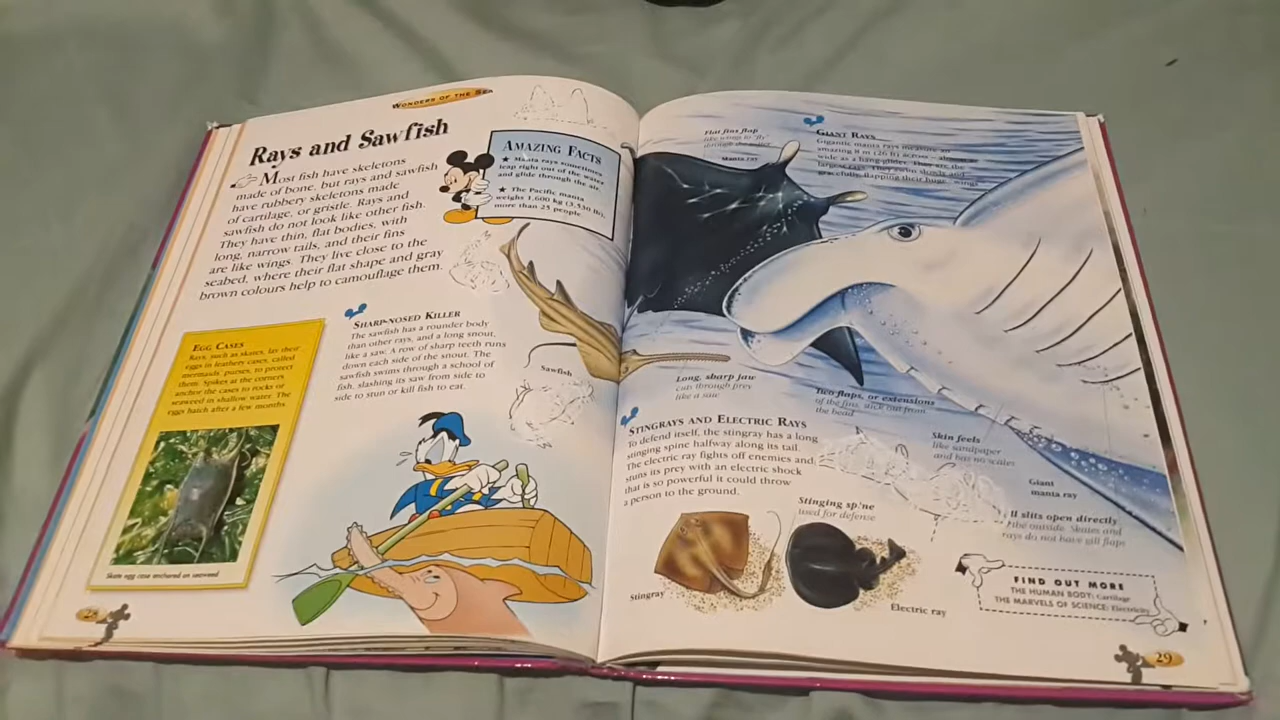 WONDERS OF THE SEA
Rays and Sawfish
Most fish have skeletons
made of bone, but rays and sawfish
have rubbery skeletons made
of cartilage, or gristle. Rays and
sawfish do not look like other fish.
They have thin, flat bodies, with
long, narrow tails, and their fins
are like wings. They live close to the
seabed, where their flat shape and gray
brown colours help to camouflage them.
AMAZING FACTS
★ Manta rays sometimes
leap right out of the water
and glide through the air.
★ The Pacific manta
weighs 1,600 kg (3,530 lb),
more than 25 people.
EGG CASES
Rays, such as skates, lay their
eggs in leathery cases, called
mermaids' purses, to protect
them. Spikes at the corners
anchor the cases to rocks or
seaweed in shallow water. The
eggs hatch after a few months.
Skate egg case anchored on seaweed
SHARP-NOSED KILLER
The sawfish has a rounder body
than other rays, and a long snout,
like a saw. A row of sharp teeth runs
down each side of the snout. The
sawfish swims through a school of
fish, slashing its saw from side to
side to stun or kill fish to eat.
Sawfish
28
Flat fins flap
like wings to "fly"
through the water
Manta ray
GIANT RAYS
Gigantic manta rays measure an
amazing 8 m (26 ft) across – almost as
wide as a hang-glider. They are the
largest rays. They swim slowly and
gracefully, flapping their huge wings
Long, sharp jaw
cuts through prey
like a saw
Two flaps, or extensions
of the fins, stick out from
the head
STINGRAYS AND ELECTRIC RAYS
To defend itself, the stingray has a long
stinging spine halfway along its tail.
The electric ray fights off enemies and
stuns its prey with an electric shock
that is so powerful it could throw
a person to the ground.
Skin feels
like sandpaper
and has no scales
Giant
manta ray
ll slits open directly
the outside. Skates and
rays do not have gill flaps
Stinging spine
used for defense
Stingray
Electric ray
FIND OUT MORE
THE HUMAN BODY: Cartilage
THE MARVELS OF SCIENCE: Electricity
29